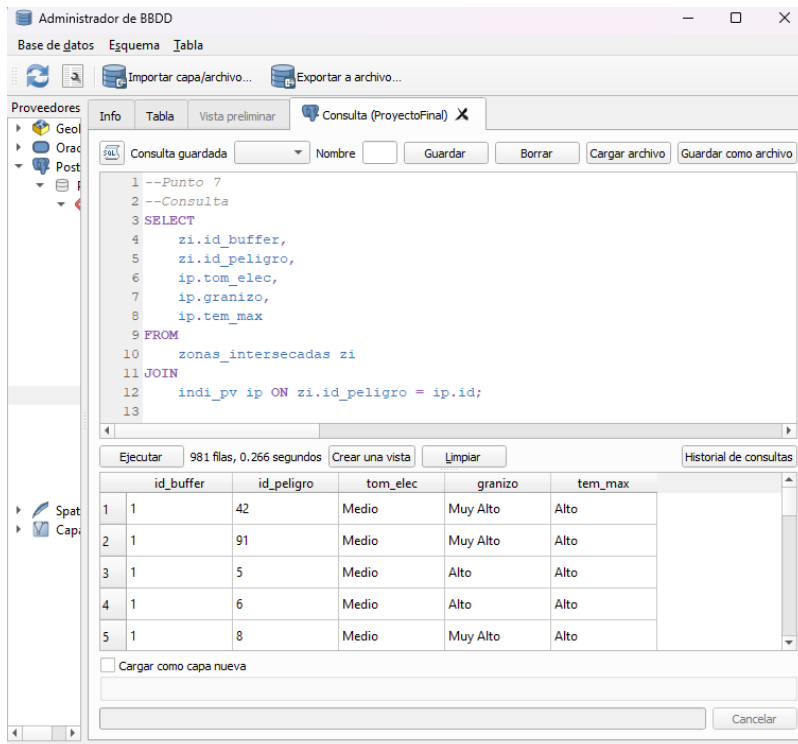 Administrador de BBDD
Base de datos Esquema Tabla
Importar capa/archivo... Exportar a archivo...
Proveedores
Geol
Orac
Post
Spat
Capa
Info Tabla Vista preliminar Consulta (ProyectoFinal)
SQL Consulta guardada Nombre Guardar Borrar Cargar archivo Guardar como archivo
1 --Punto 7
2 --Consulta
3 SELECT
4 zi.id_buffer,
5 zi.id_peligro,
6 ip.tom_elec,
7 ip.granizo,
8 ip.tem_max
9 FROM
10 zonas_intersecadas zi
11 JOIN
12 indi_pv ip ON zi.id_peligro = ip.id;
13
Ejecutar 981 filas, 0.266 segundos Crear una vista Limpiar Historial de consultas
id_buffer id_peligro tom_elec granizo tem_max
1 1 42 Medio Muy Alto Alto
2 1 91 Medio Muy Alto Alto
3 1 5 Medio Alto Alto
4 1 6 Medio Alto Alto
5 1 8 Medio Muy Alto Alto
Cargar como capa nueva
Cancelar